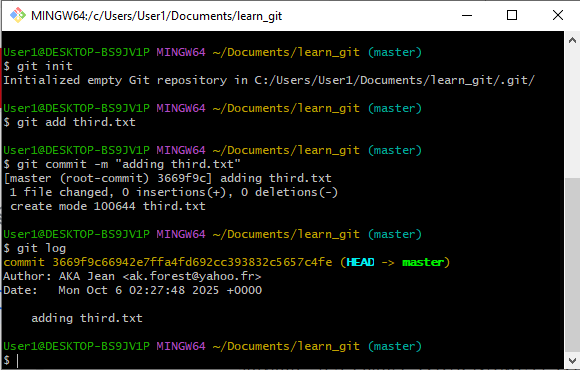 MINGW64:/c/Users/User1/Documents/learn_git
User1@DESKTOP-BS9JV1P MINGW64 ~/Documents/learn_git (master)
$ git init
Initialized empty Git repository in C:/Users/User1/Documents/learn_git/.git/
User1@DESKTOP-BS9JV1P MINGW64 ~/Documents/learn_git (master)
$ git add third.txt
User1@DESKTOP-BS9JV1P MINGW64 ~/Documents/learn_git (master)
$ git commit -m "adding third.txt"
[master (root-commit) 3669f9c] adding third.txt
 1 file changed, 0 insertions(+), 0 deletions(-)
 create mode 100644 third.txt
User1@DESKTOP-BS9JV1P MINGW64 ~/Documents/learn_git (master)
$ git log
commit 3669f9c66942e7ffa4fd692cc393832c5657c4fe (HEAD -> master)
Author: AKA Jean <ak.forest@yahoo.fr>
Date:   Mon Oct 6 02:27:48 2025 +0000
    adding third.txt
User1@DESKTOP-BS9JV1P MINGW64 ~/Documents/learn_git (master)
$